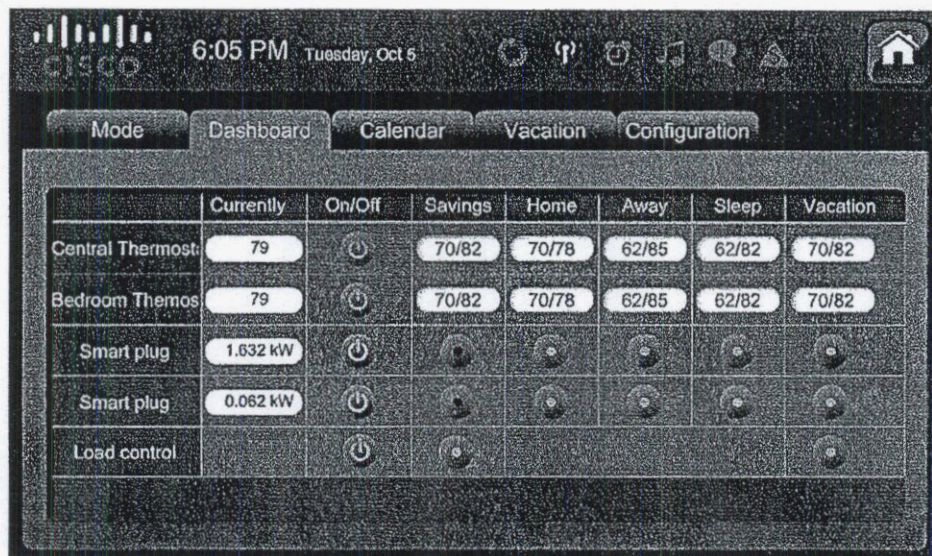 CISCO
6:05 PM Tuesday, Oct 5
Mode Dashboard Calendar Vacation Configuration
Currently On/Off Savings Home Away Sleep Vacation
Central Thermost 79 70/82 70/78 62/85 62/82 70/82
Bedroom Themos 79 70/82 70/78 62/85 62/82 70/82
Smart plug 1.632 kW
Smart plug 0.062 kW
Load control